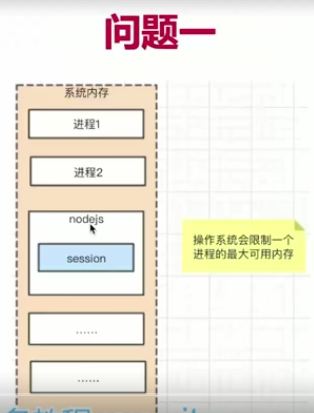 问题一
系统内存
进程1
进程2
nodejs
session
操作系统会限制一个
进程的最大可用内存
......
......